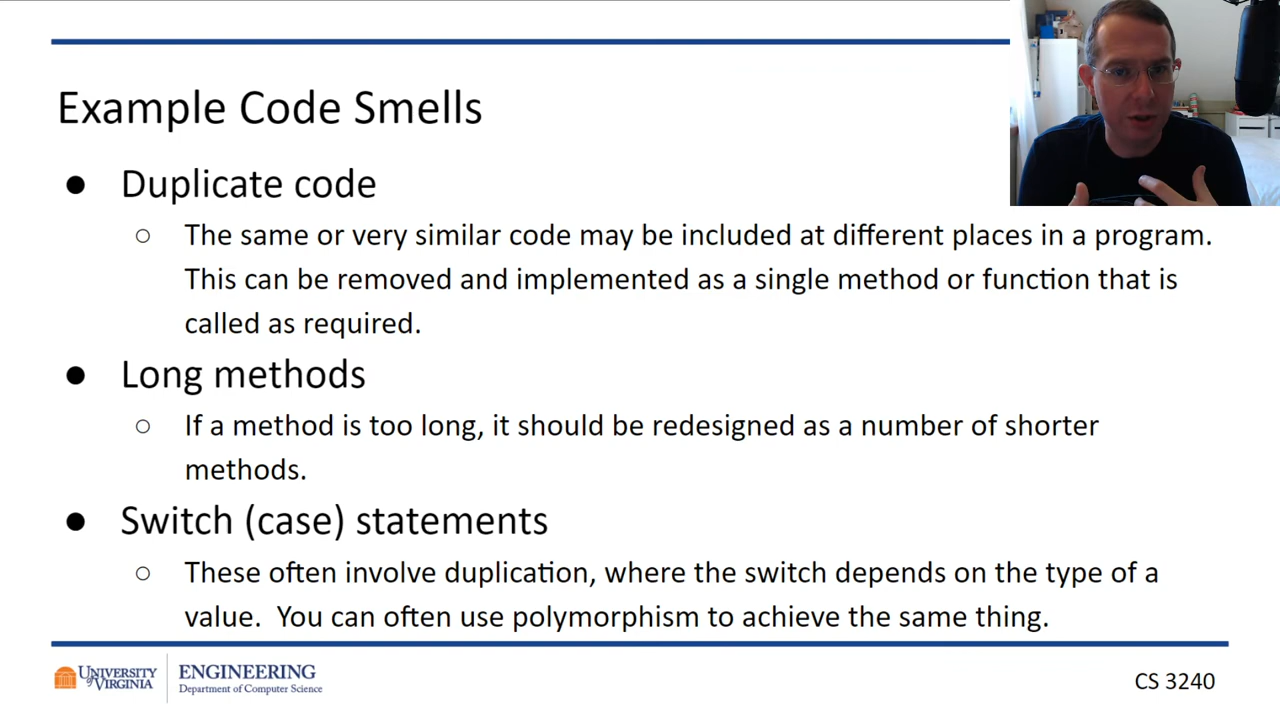 Example Code Smells
● Duplicate code
○ The same or very similar code may be included at different places in a program.
This can be removed and implemented as a single method or function that is
called as required.
● Long methods
○ If a method is too long, it should be redesigned as a number of shorter
methods.
● Switch (case) statements
○ These often involve duplication, where the switch depends on the type of a
value.  You can often use polymorphism to achieve the same thing.
UNIVERSITY
of VIRGINIA
ENGINEERING
Department of Computer Science
CS 3240